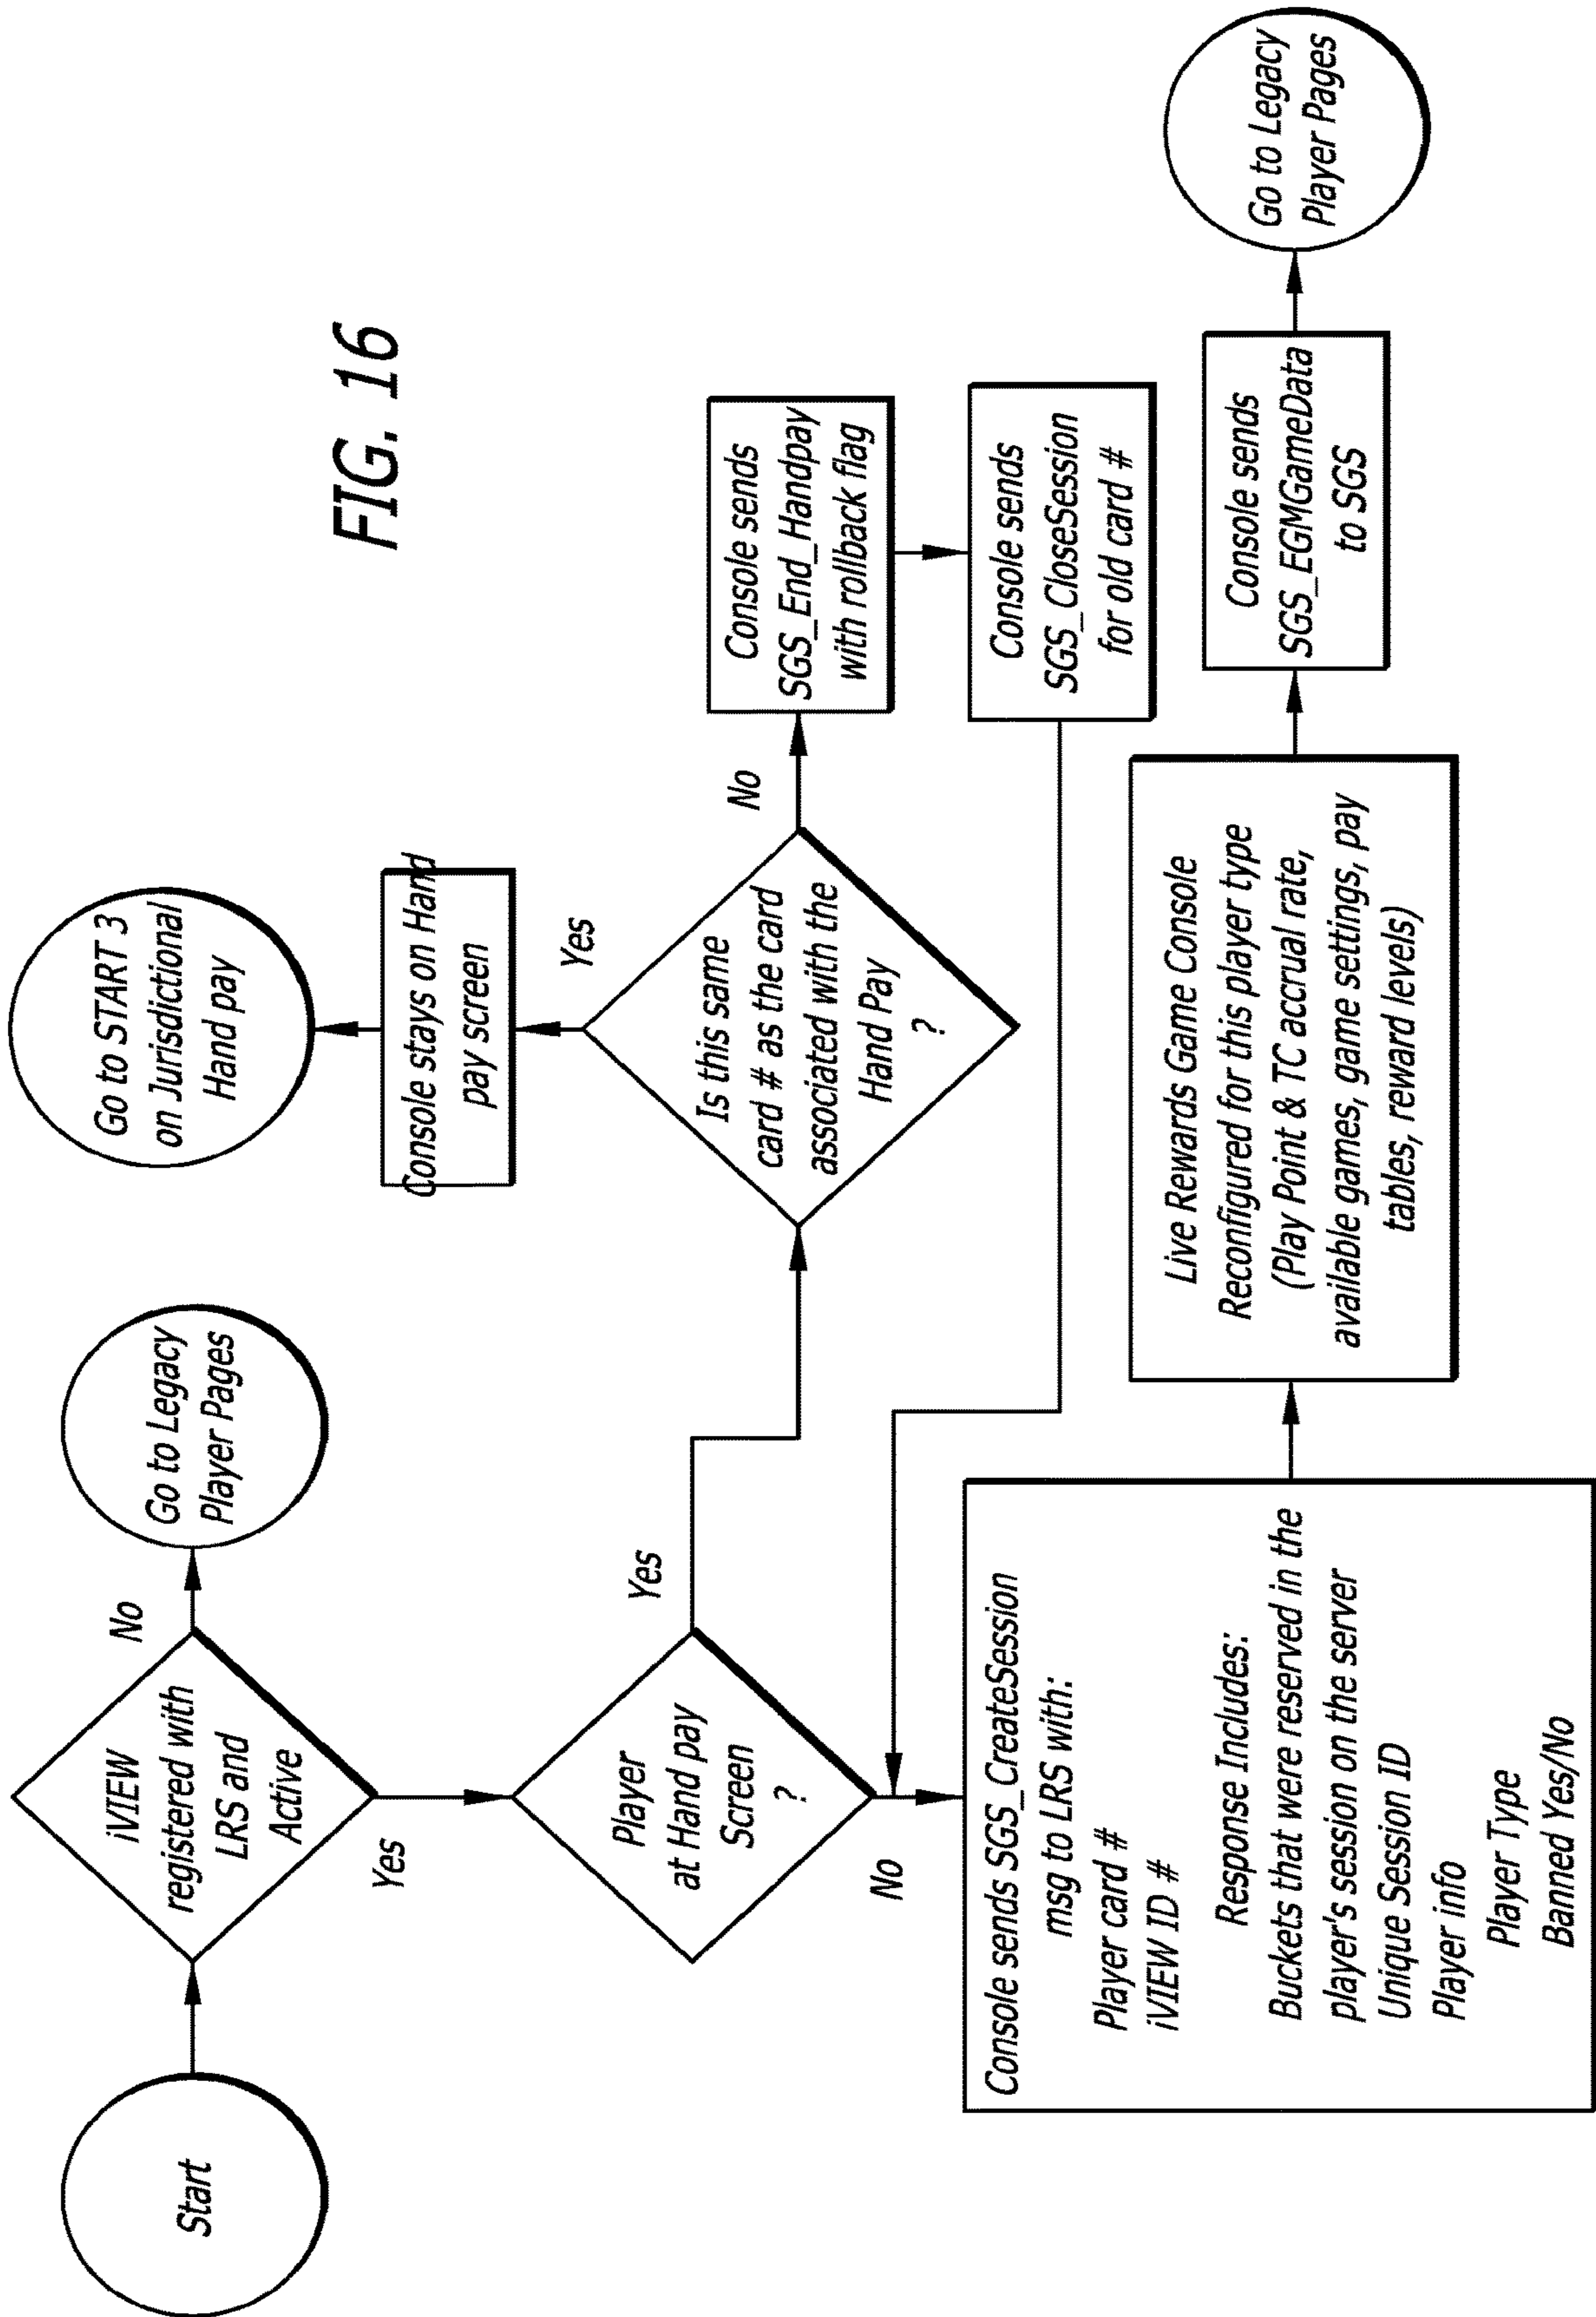 FIG. 16
Start
iVIEW
registered with
LRS and
Active
No
Go to Legacy
Player Pages
Yes
Player
at Hand pay
Screen
?
Yes
No
Is this same
card # as the card
associated with the
Hand Pay
?
Yes
Console stays on Hand
pay screen
Go to START 3
on Jurisdictional
Hand pay
No
Console sends
SGS_End_Handpay
with rollback flag
Console sends
SGS_CloseSession
for old card #
Console sends SGS_CreateSession
msg to LRS with:
Player card #
iVIEW ID #
Response Includes:
Buckets that were reserved in the
player's session on the server
Unique Session ID
Player info
Player Type
Banned Yes/No
Live Rewards Game Console
Reconfigured for this player type
(Play Point & TC accrual rate,
available games, game settings, pay
tables, reward levels)
Console sends
SGS_EGMGameData
to SGS
Go to Legacy
Player Pages